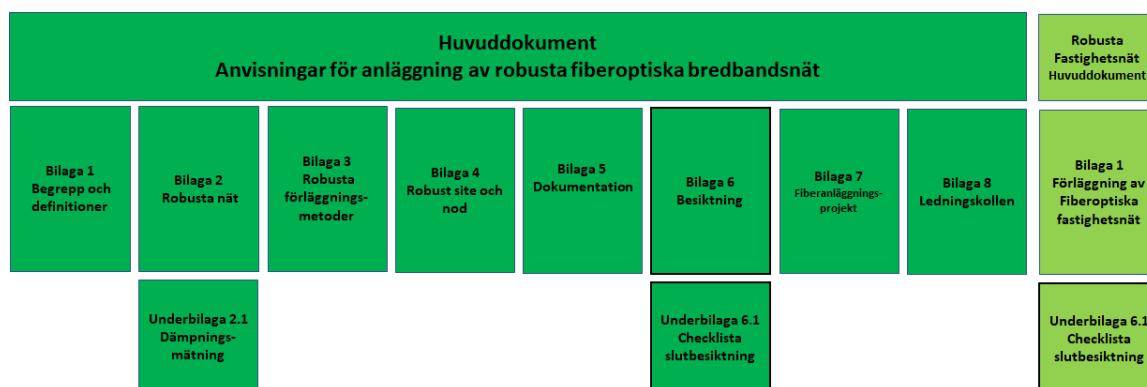 Huvuddokument
Anvisningar för anläggning av robusta fiberoptiska bredbandsnät
Robusta
Fastighetsnät
Huvuddokument
Bilaga 1
Begrepp och
definitioner
Bilaga 2
Robusta nät
Bilaga 3
Robusta
förläggnings-
metoder
Bilaga 4
Robust site och
nod
Bilaga 5
Dokumentation
Bilaga 6
Besiktning
Bilaga 7
Fiberanläggnings-
projekt
Bilaga 8
Ledningskollen
Bilaga 1
Förläggning av
Fiberoptiska
fastighetsnät
Underbilaga 2.1
Dämpnings-
mätning
Underbilaga 6.1
Checklista
slutbesiktning
Underbilaga 6.1
Checklista
slutbesiktning